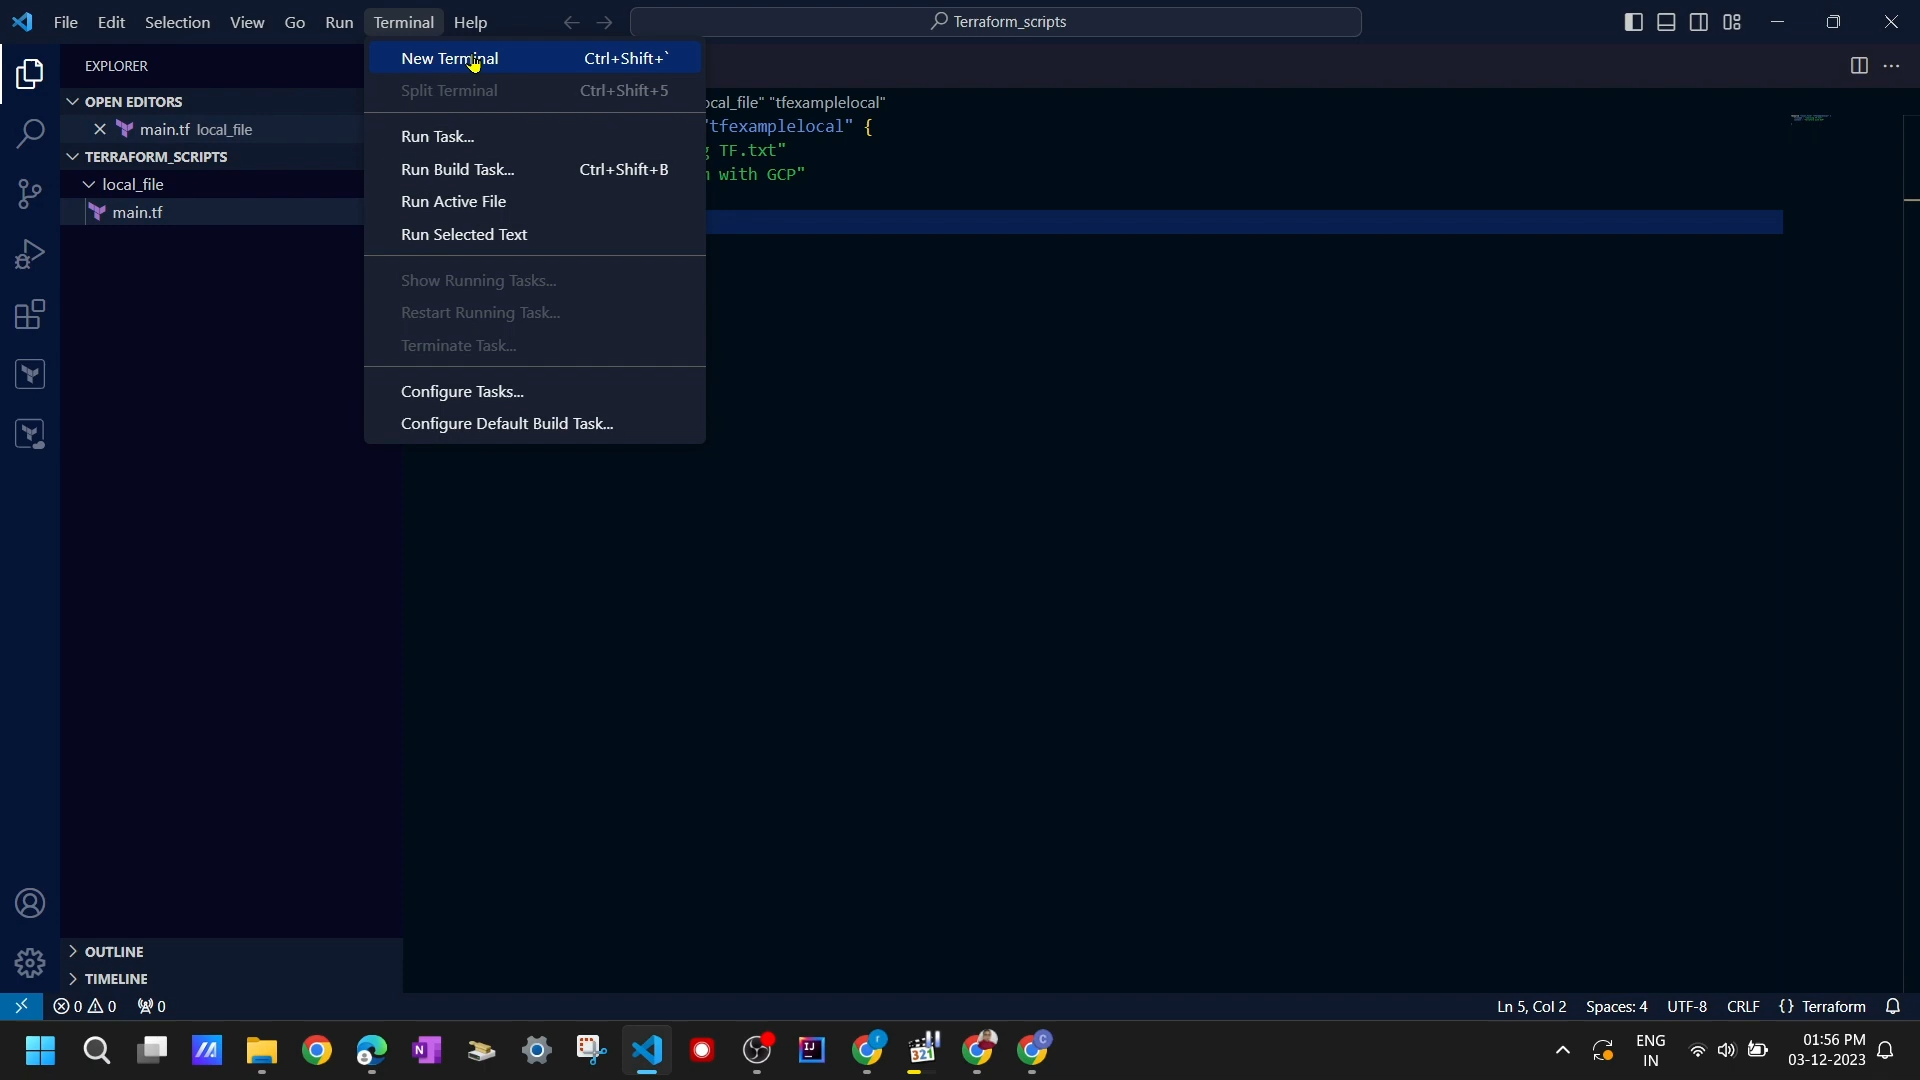 File Edit Selection View Go Run Terminal Help
Terraform_scripts
EXPLORER
OPEN EDITORS
main.tf local_file
TERRAFORM_SCRIPTS
local_file
main.tf
New Terminal Ctrl+Shift+`
Split Terminal Ctrl+Shift+5
Run Task...
Run Build Task... Ctrl+Shift+B
Run Active File
Run Selected Text
Show Running Tasks...
Restart Running Task...
Terminate Task...
Configure Tasks...
Configure Default Build Task...
ocal_file" "tfexamplelocal"
"tfexamplelocal" {
TF.txt"
with GCP"
OUTLINE
TIMELINE
0 0 0
Ln 5, Col 2 Spaces: 4 UTF-8 CRLF {} Terraform
ENG
IN
01:56 PM
03-12-2023